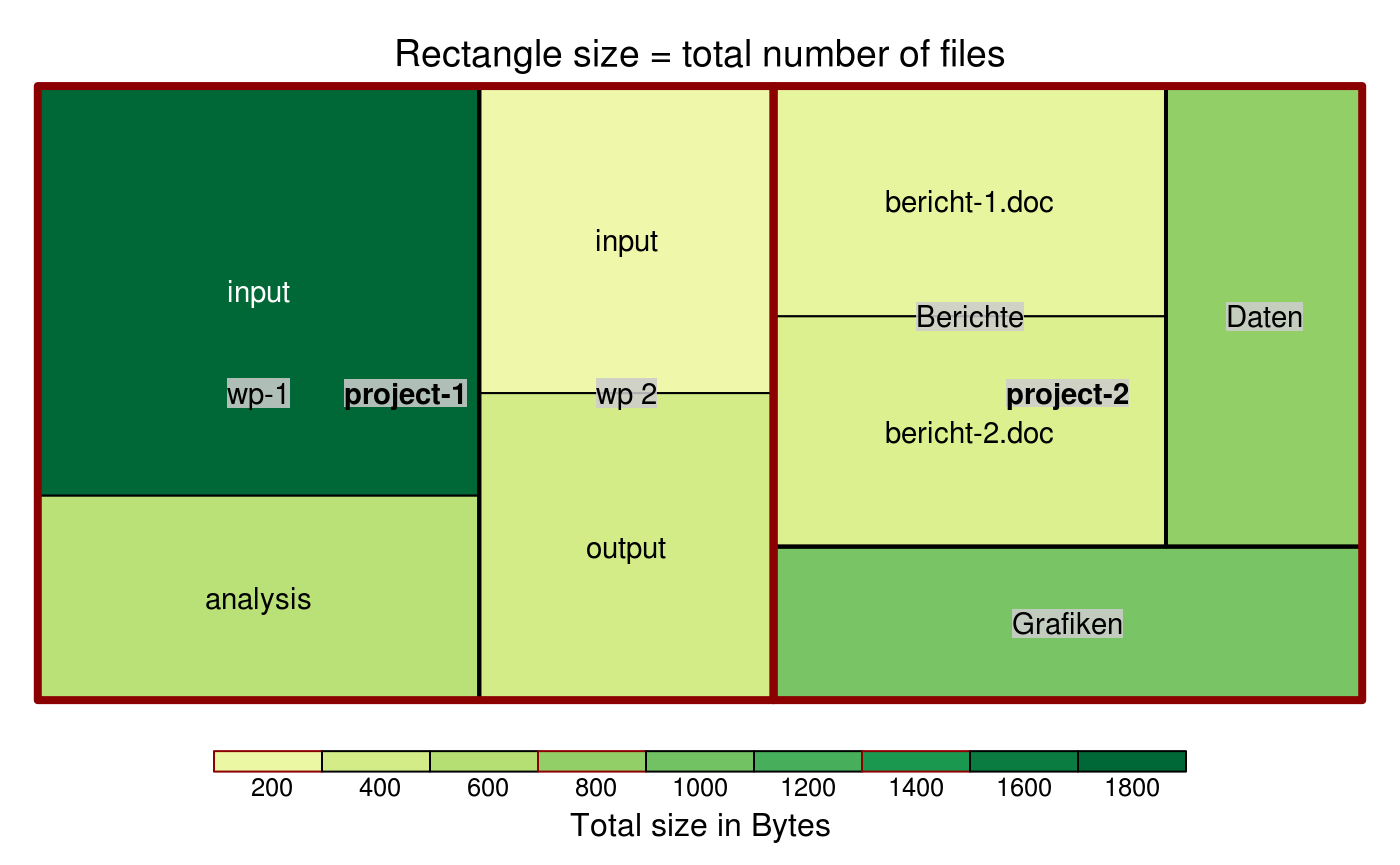 Rectangle size = total number of files
input
wp-1
project-1
analysis
input
wp 2
output
bericht-1.doc
Berichte
project-2
bericht-2.doc
Daten
Grafiken
200 400 600 800 1000 1200 1400 1600 1800
Total size in Bytes